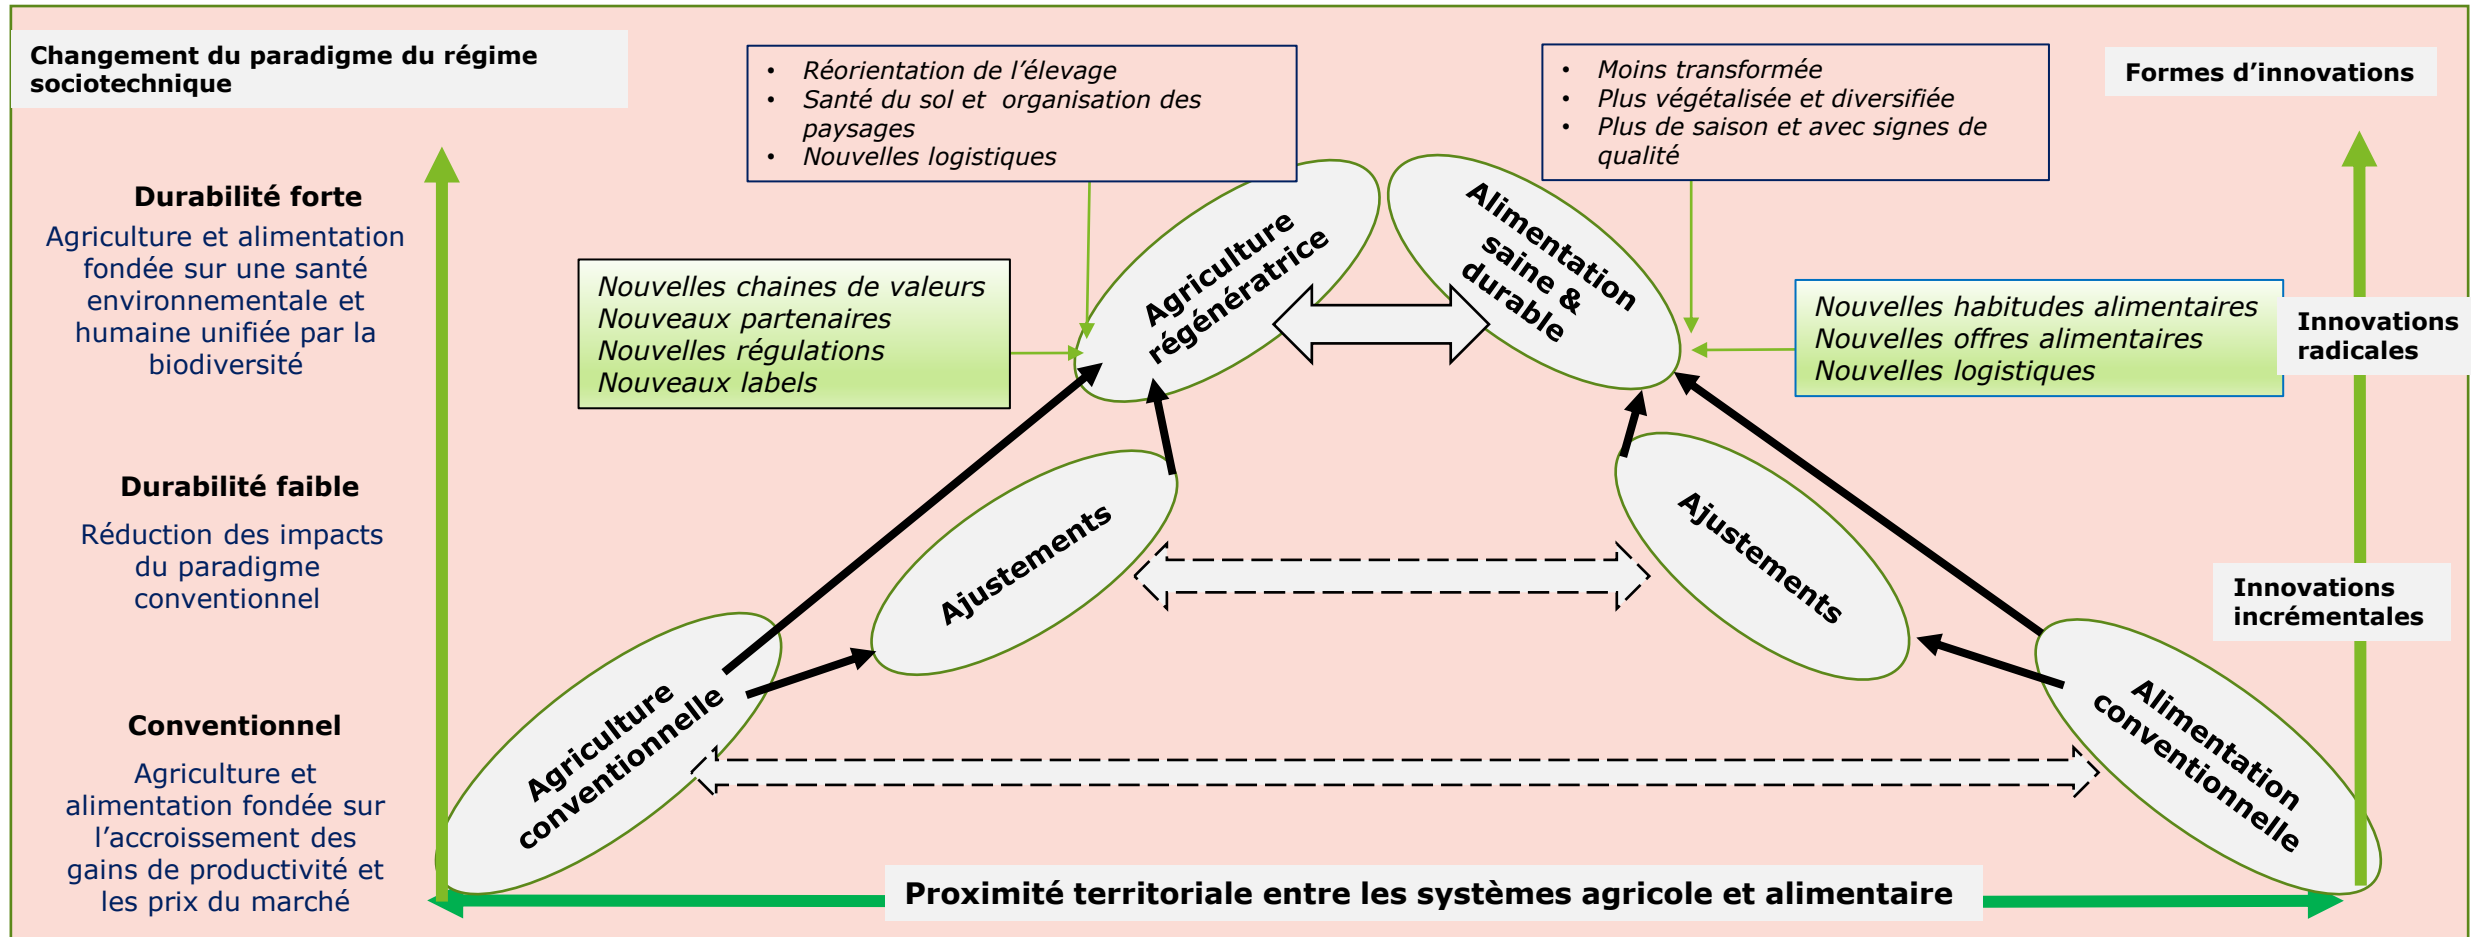 Changement du paradigme du régime
sociotechnique
• Réorientation de l’élevage
• Santé du sol et organisation des
paysages
• Nouvelles logistiques
• Moins transformée
• Plus végétalisée et diversifiée
• Plus de saison et avec signes de
qualité
Formes d’innovations
Durabilité forte
Agriculture et alimentation
fondée sur une santé
environnementale et
humaine unifiée par la
biodiversité
Nouvelles chaines de valeurs
Nouveaux partenaires
Nouvelles régulations
Nouveaux labels
Agriculture
régénératrice
Alimentation
saine &
durable
Nouvelles habitudes alimentaires
Nouvelles offres alimentaires
Nouvelles logistiques
Innovations
radicales
Durabilité faible
Réduction des impacts
du paradigme
conventionnel
Ajustements
Ajustements
Innovations
incrémentales
Conventionnel
Agriculture et
alimentation fondée sur
l’accroissement des
gains de productivité et
les prix du marché
Agriculture
conventionnelle
Alimentation
conventionnelle
Proximité territoriale entre les systèmes agricole et alimentaire